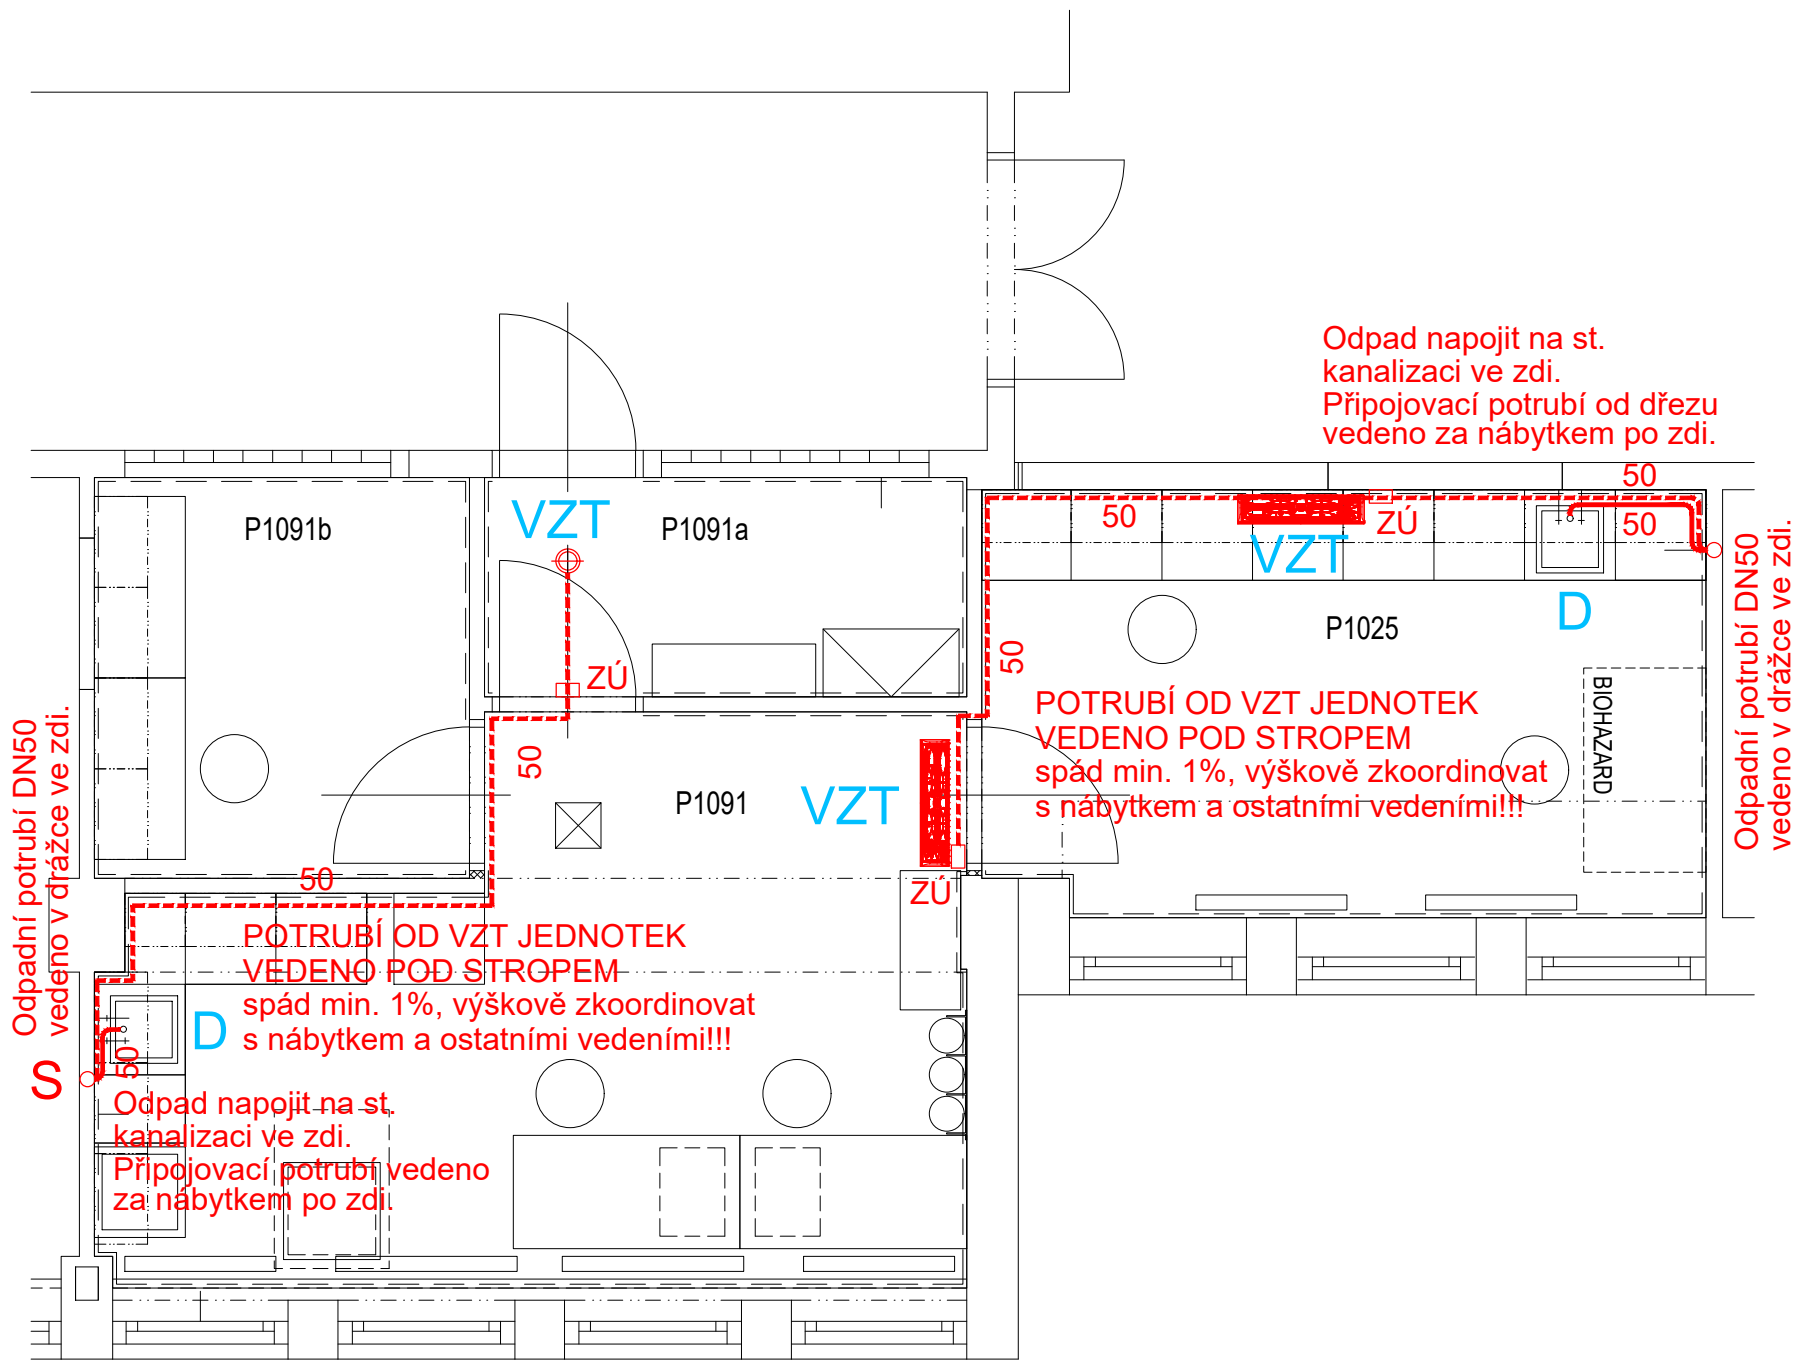 Odpad napojit na st.
kanalizaci ve zdi.
Připojovací potrubí od dřezu
vedeno za nábytkem po zdi.
50
50
ZÚ
50
VZT
D
P1025
50
BIOHAZARD
POTRUBÍ OD VZT JEDNOTEK
VEDENO POD STROPEM
spád min. 1%, výškově zkoordinovat
s nábytkem a ostatními vedeními!!!
Odpadní potrubí DN50
vedeno v drážce ve zdi.
P1091b
VZT
P1091a
ZÚ
50
P1091
VZT
ZÚ
50
Odpadní potrubí DN50
vedeno v drážce ve zdi.
POTRUBÍ OD VZT JEDNOTEK
VEDENO POD STROPEM
spád min. 1%, výškově zkoordinovat
s nábytkem a ostatními vedeními!!!
D
50
S
Odpad napojit na st.
kanalizaci ve zdi.
Připojovací potrubí vedeno
za nábytkem po zdi.